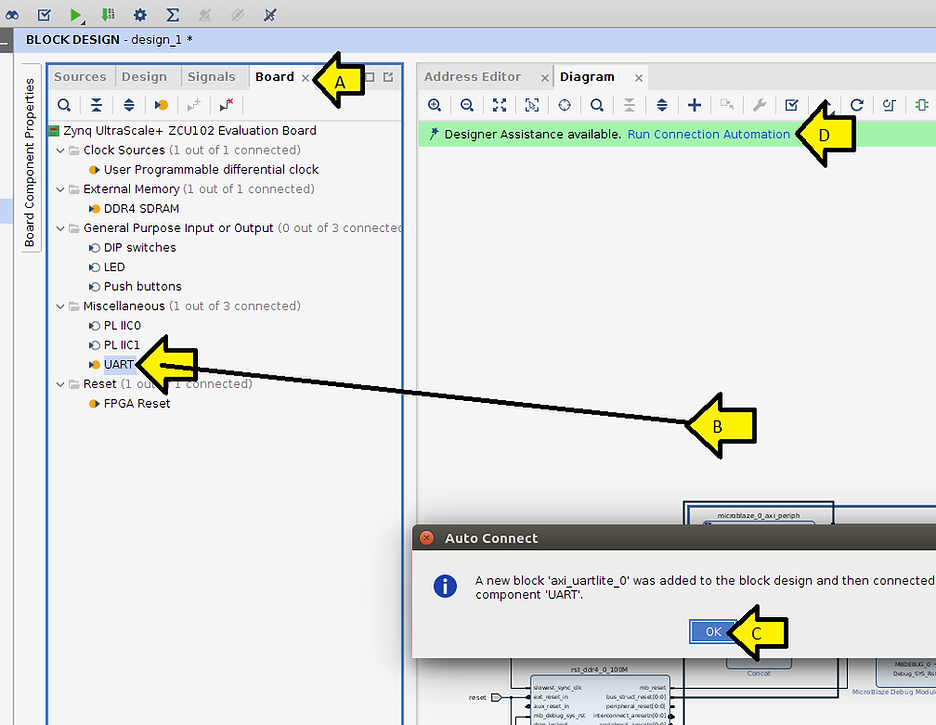 BLOCK DESIGN - design_1 *
Board Component Properties
Sources Design Signals Board
A
Address Editor Diagram
Zynq UltraScale+ ZCU102 Evaluation Board
Designer Assistance available. Run Connection Automation
D
Clock Sources (1 out of 1 connected)
User Programmable differential clock
External Memory (1 out of 1 connected)
DDR4 SDRAM
General Purpose Input or Output (0 out of 3 connected
DIP switches
LED
Push buttons
Miscellaneous (1 out of 3 connected)
PL IIC0
PL IIC1
UART
Reset (1 out 1 connected)
FPGA Reset
B
microblaze_0_axi_periph
Auto Connect
A new block 'axi_uartlite_0' was added to the block design and then connected
component 'UART'.
OK
C
rst_ddr4_0_100M
Concat
MBDEBUG_0
Debug_SYS_Rst
MicroBlaze Debug Module
reset
slowest_sync_clk mb_reset
ext_reset_in bus_struct_reset[0:0]
aux_reset_in peripheral_reset[0:0]
mb_debug_sys_rst interconnect_aresetn[0:0]